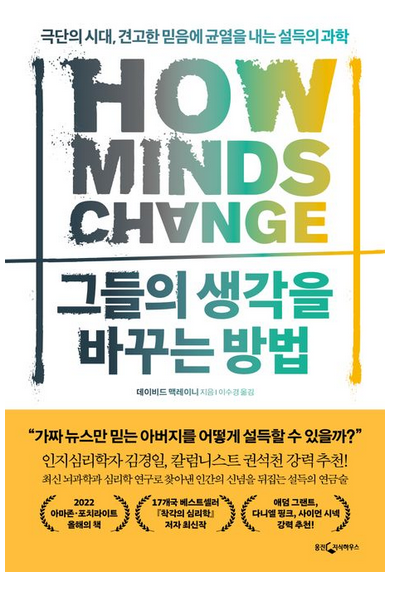 극단의 시대, 견고한 믿음에 균열을 내는 설득의 과학
HOW
MINDS
CHANGE
그들의 생각을
바꾸는 방법
데이비드 맥레이니 지음 | 이수경 옮김
“가짜 뉴스만 믿는 아버지를 어떻게 설득할 수 있을까?”
인지심리학자 김경일, 칼럼니스트 권석천 강력 추천!
최신 뇌과학과 심리학 연구로 찾아낸 인간의 신념을 뒤집는 설득의 연금술
2022
아마존·포치라이트
올해의 책
17개국 베스트셀러
『착각의 심리학』
저자 최신작
애덤 그랜트,
다니엘 핑크, 사이먼 시넥
강력 추천!
웅진 지식하우스